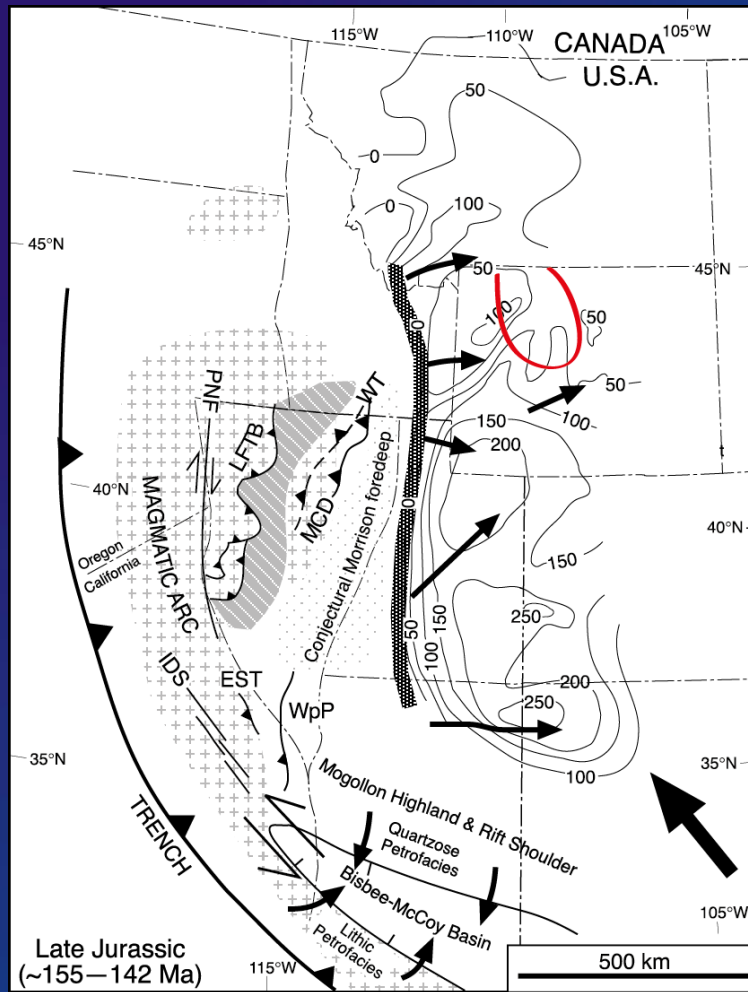 115°W
110°W
105°W
CANADA
U.S.A.
50
0
0
100
45°N
50
45°N
100
50
0
50
100
PNF
WT
LFTB
150
200
40°N
MCD
MAGMATIC ARC
Conjectural Morrison foredeep
0
t
40°N
Oregon
California
150
250
50
100
150
IDS
EST
WpP
200
250
35°N
100
35°N
TRENCH
Mogollon Highland & Rift Shoulder
Quartzose
Petrofacies
Bisbee-McCoy Basin
Lithic
Petrofacies
105°W
Late Jurassic
(~155—142 Ma)
115°W
500 km